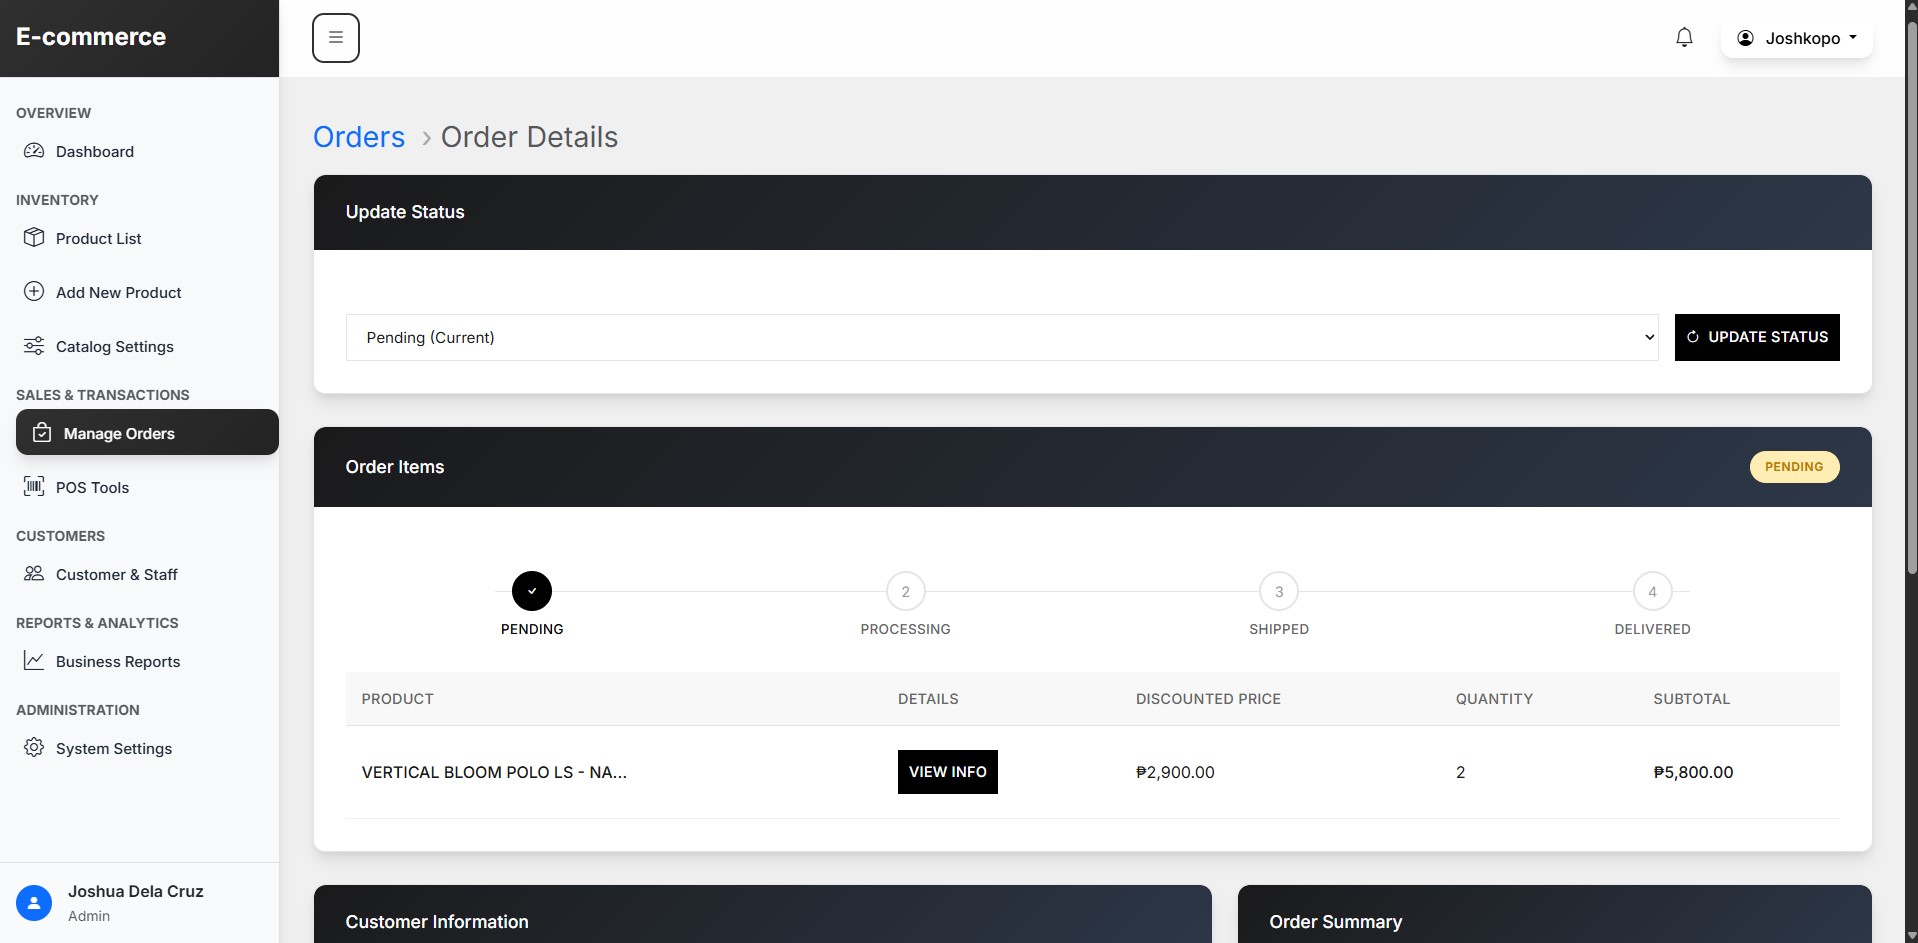 E-commerce
Joshkopo
OVERVIEW
Dashboard
INVENTORY
Product List
Add New Product
Catalog Settings
SALES & TRANSACTIONS
Manage Orders
POS Tools
CUSTOMERS
Customer & Staff
REPORTS & ANALYTICS
Business Reports
ADMINISTRATION
System Settings
Joshua Dela Cruz
Admin
Orders › Order Details
Update Status
Pending (Current)
UPDATE STATUS
Order Items
PENDING
2
3
4
PENDING
PROCESSING
SHIPPED
DELIVERED
PRODUCT DETAILS DISCOUNTED PRICE QUANTITY SUBTOTAL
VERTICAL BLOOM POLO LS - NA... VIEW INFO ₱2,900.00 2 ₱5,800.00
Customer Information
Order Summary